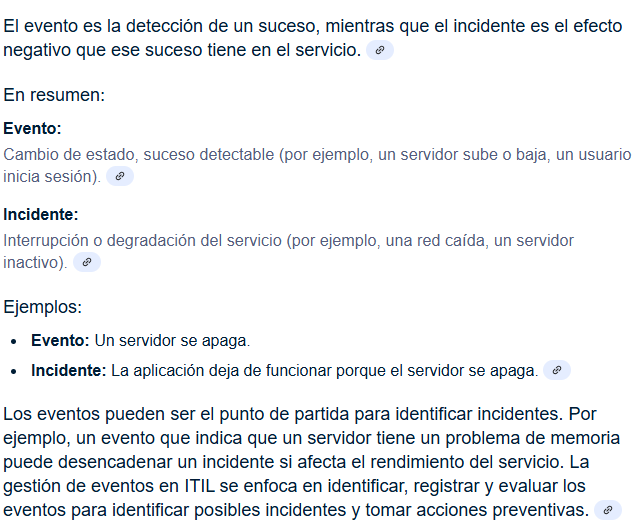 El evento es la detección de un suceso, mientras que el incidente es el efecto
negativo que ese suceso tiene en el servicio.
En resumen:
Evento:
Cambio de estado, suceso detectable (por ejemplo, un servidor sube o baja, un usuario
inicia sesión).
Incidente:
Interrupción o degradación del servicio (por ejemplo, una red caída, un servidor
inactivo).
Ejemplos:
• Evento: Un servidor se apaga.
• Incidente: La aplicación deja de funcionar porque el servidor se apaga.
Los eventos pueden ser el punto de partida para identificar incidentes. Por
ejemplo, un evento que indica que un servidor tiene un problema de memoria
puede desencadenar un incidente si afecta el rendimiento del servicio. La
gestión de eventos en ITIL se enfoca en identificar, registrar y evaluar los
eventos para identificar posibles incidentes y tomar acciones preventivas.